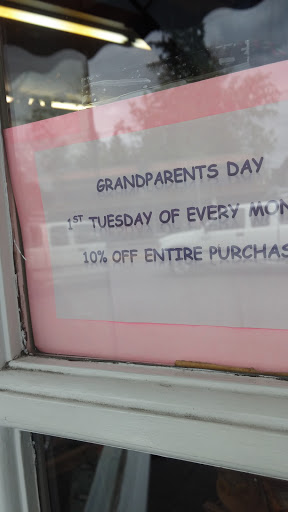 GRANDPARENTS DAY
1ST TUESDAY OF EVERY MON
10% OFF ENTIRE PURCHAS